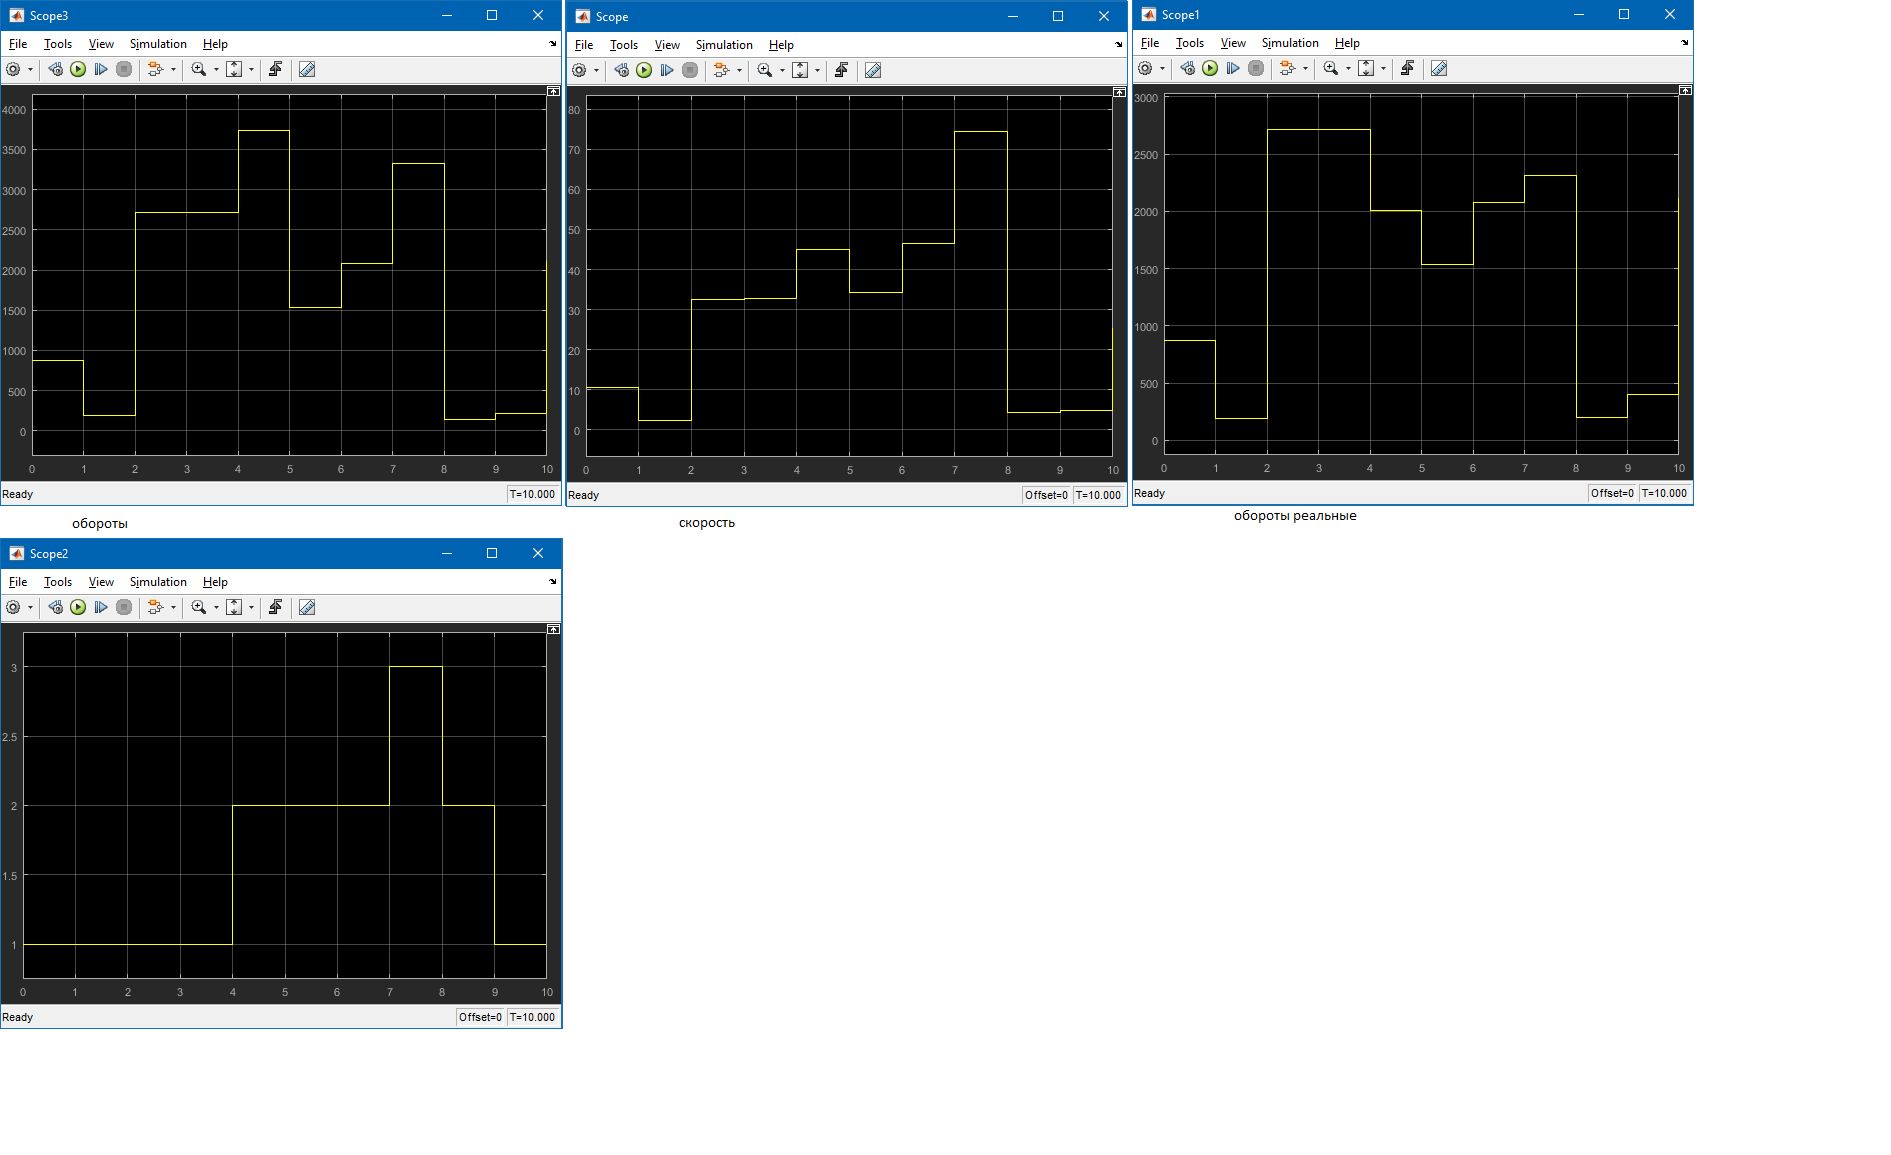 Scope3
File Tools View Simulation Help
4000
3500
3000
2500
2000
1500
1000
500
0
0 1 2 3 4 5 6 7 8 9 10
Ready T=10.000
обороты
Scope
File Tools View Simulation Help
80
70
60
50
40
30
20
10
0
0 1 2 3 4 5 6 7 8 9 10
Ready Offset=0 T=10.000
скорость
Scope1
File Tools View Simulation Help
3000
2500
2000
1500
1000
500
0
0 1 2 3 4 5 6 7 8 9 10
Ready Offset=0 T=10.000
обороты реальные
Scope2
File Tools View Simulation Help
3
2.5
2
1.5
1
0 1 2 3 4 5 6 7 8 9 10
Ready Offset=0 T=10.000